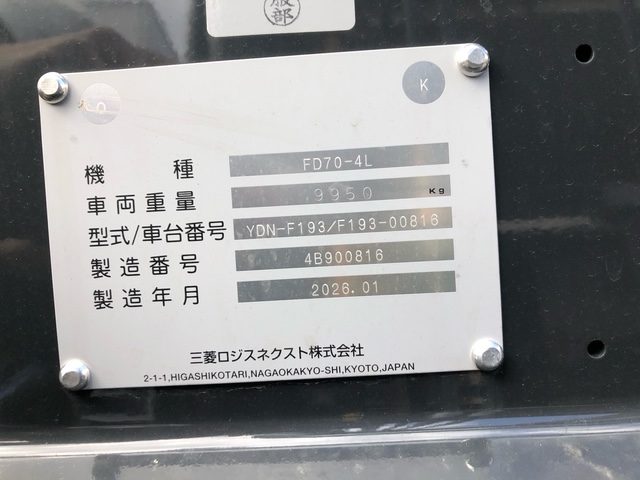 服部
K
機 種 FD70-4L
車両重量 9950 Kg
型式/車台番号 YDN-F193/F193-00816
製造番号 4B900816
製造年月 2026.01
三菱ロジスネクスト株式会社
2-1-1,HIGASHIKOTARI,NAGAOKAKYO-SHI,KYOTO,JAPAN